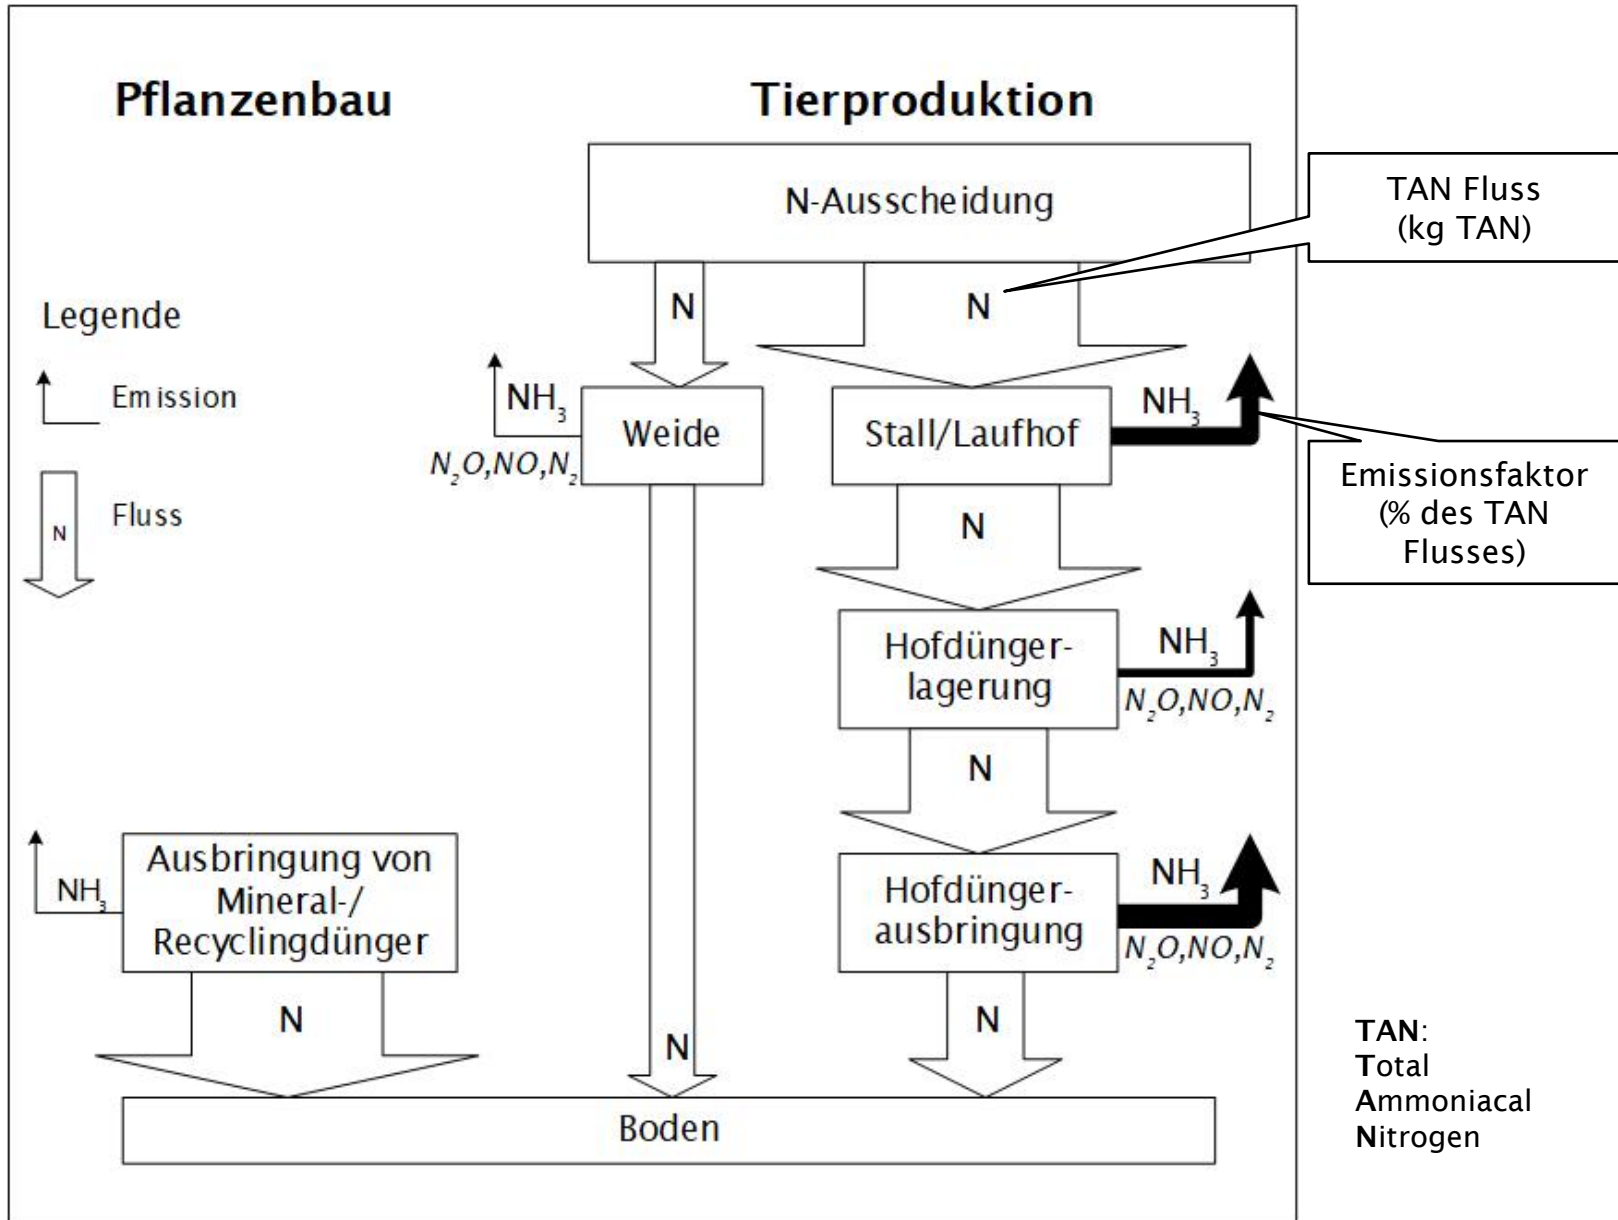 Pflanzenbau
Tierproduktion
N-Ausscheidung
TAN Fluss
(kg TAN)
N
N
Legende
Emission
Fluss
N
NH₃
N₂O,NO,N₂
Weide
Stall/Laufhof
NH₃
Emissionsfaktor
(% des TAN
Flusses)
N
Hofdünger-
lagerung
NH₃
N₂O,NO,N₂
N
NH₃
Ausbringung von
Mineral-/
Recyclingdünger
Hofdünger-
ausbringung
NH₃
N₂O,NO,N₂
N
N
N
Boden
TAN:
Total
Ammoniacal
Nitrogen